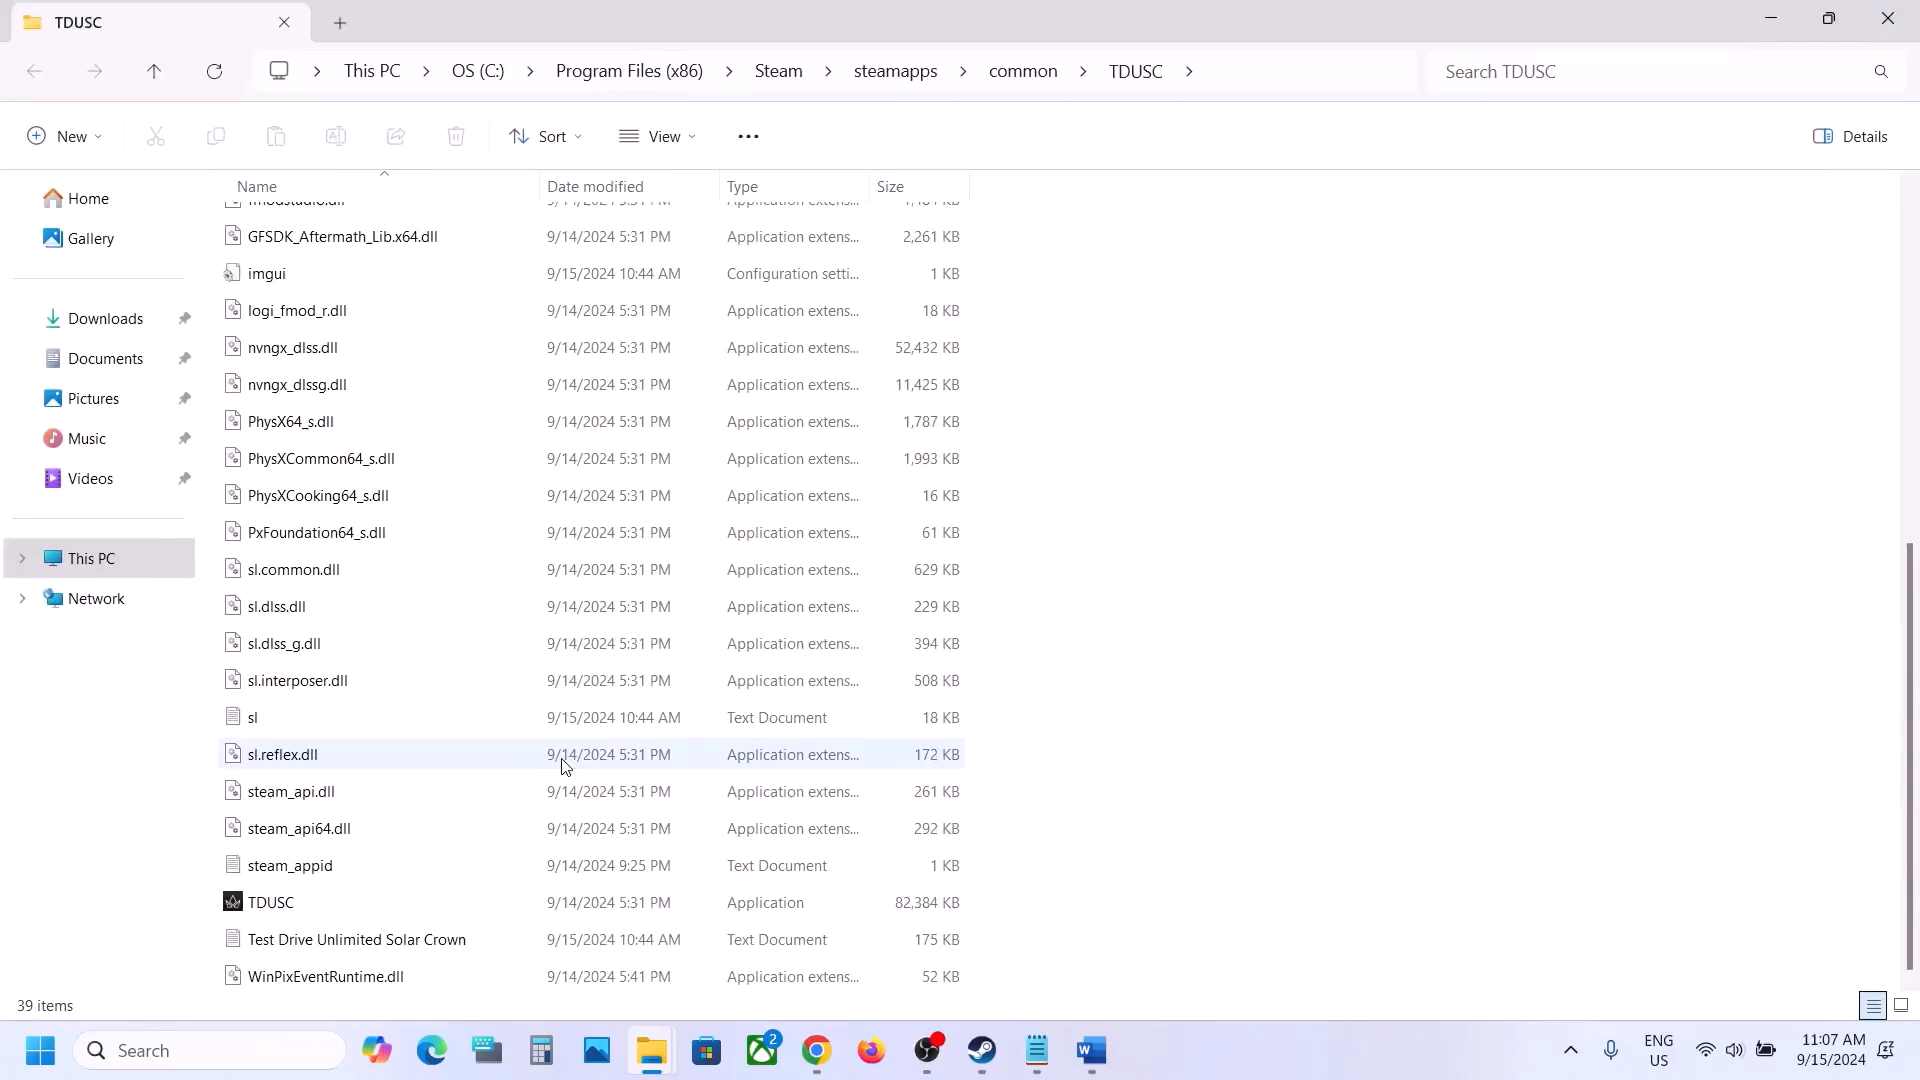 TDUSC
This PC > OS (C:) > Program Files (x86) > Steam > steamapps > common > TDUSC >
Search TDUSC
New
Sort
View
Details
Name
Date modified
Type
Size
Home
Gallery
Downloads
Documents
Pictures
Music
Videos
This PC
Network
GFSDK_Aftermath_Lib.x64.dll 9/14/2024 5:31 PM Application extens... 2,261 KB
imgui 9/15/2024 10:44 AM Configuration setti... 1 KB
logi_fmod_r.dll 9/14/2024 5:31 PM Application extens... 18 KB
nvngx_dlss.dll 9/14/2024 5:31 PM Application extens... 52,432 KB
nvngx_dlssg.dll 9/14/2024 5:31 PM Application extens... 11,425 KB
PhysX64_s.dll 9/14/2024 5:31 PM Application extens... 1,787 KB
PhysXCommon64_s.dll 9/14/2024 5:31 PM Application extens... 1,993 KB
PhysXCooking64_s.dll 9/14/2024 5:31 PM Application extens... 16 KB
PxFoundation64_s.dll 9/14/2024 5:31 PM Application extens... 61 KB
sl.common.dll 9/14/2024 5:31 PM Application extens... 629 KB
sl.dlss.dll 9/14/2024 5:31 PM Application extens... 229 KB
sl.dlss_g.dll 9/14/2024 5:31 PM Application extens... 394 KB
sl.interposer.dll 9/14/2024 5:31 PM Application extens... 508 KB
sl 9/15/2024 10:44 AM Text Document 18 KB
sl.reflex.dll 9/14/2024 5:31 PM Application extens... 172 KB
steam_api.dll 9/14/2024 5:31 PM Application extens... 261 KB
steam_api64.dll 9/14/2024 5:31 PM Application extens... 292 KB
steam_appid 9/14/2024 9:25 PM Text Document 1 KB
TDUSC 9/14/2024 5:31 PM Application 82,384 KB
Test Drive Unlimited Solar Crown 9/15/2024 10:44 AM Text Document 175 KB
WinPixEventRuntime.dll 9/14/2024 5:41 PM Application extens... 52 KB
39 items
Search
2
ENG
US
11:07 AM
9/15/2024